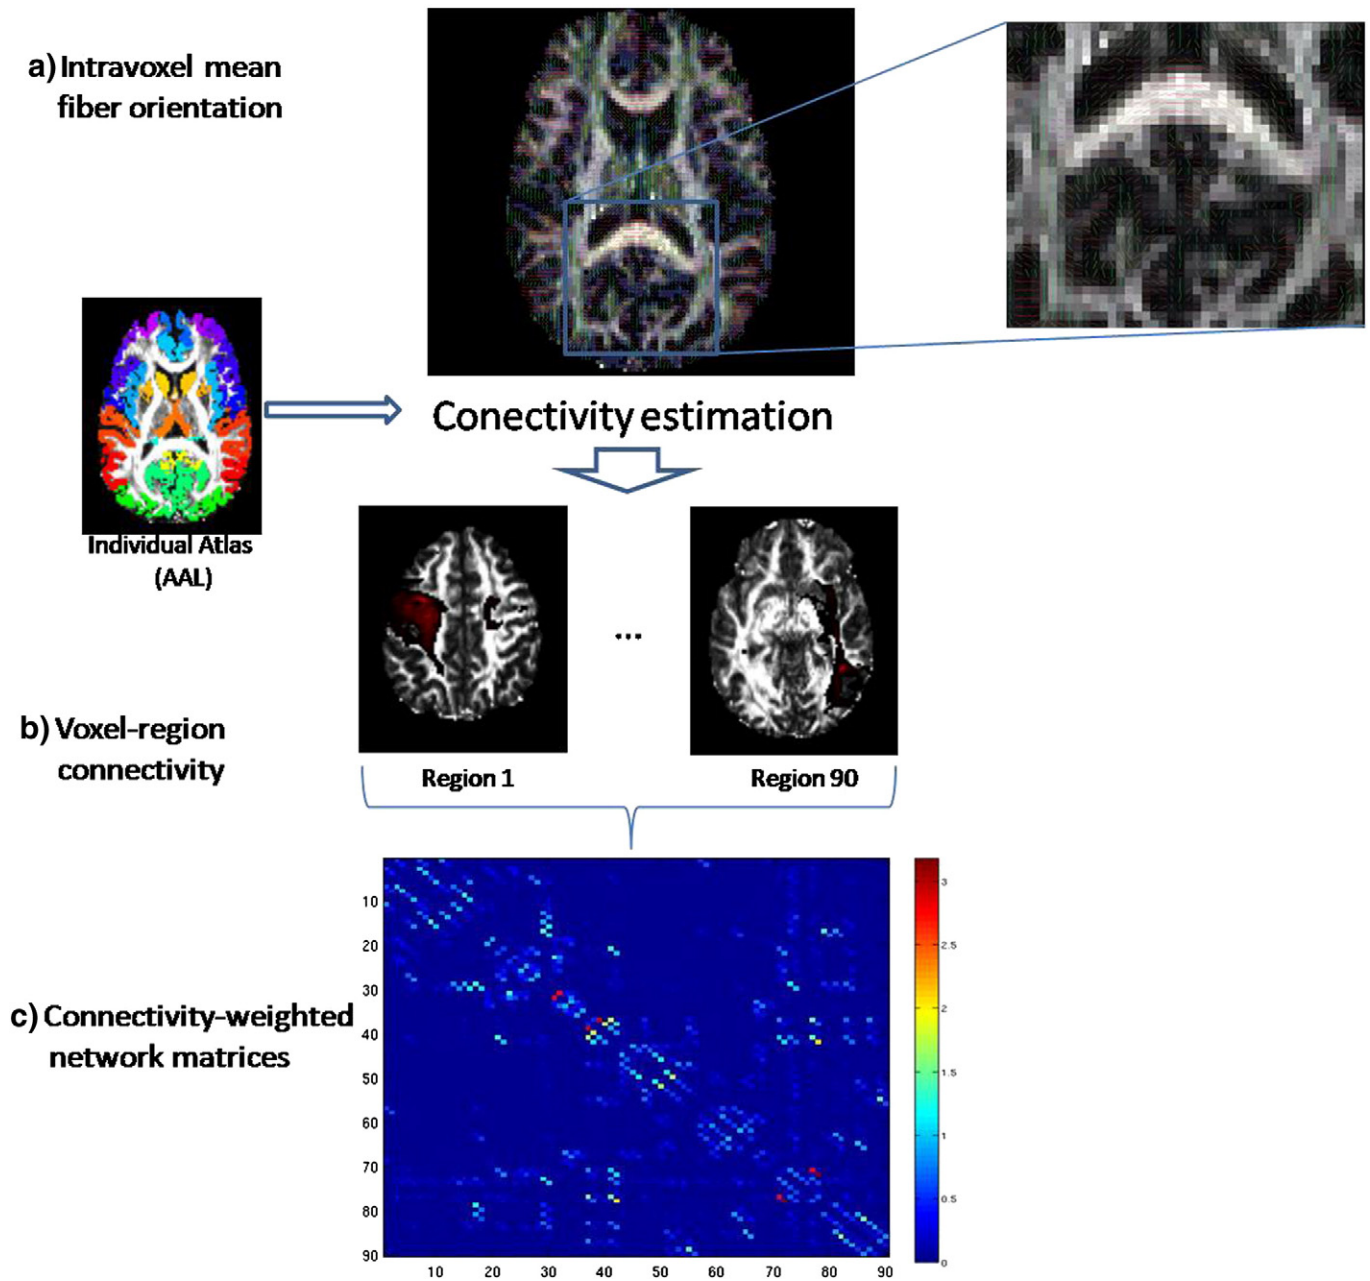 a) Intravoxel mean
fiber orientation
Conectivity estimation
Individual Atlas
(AAL)
...
b) Voxel-region
connectivity
Region 1
Region 90
c) Connectivity-weighted
network matrices
10
20
30
40
50
60
70
80
90
10 20 30 40 50 60 70 80 90
3
2.5
2
1.5
1
0.5
0